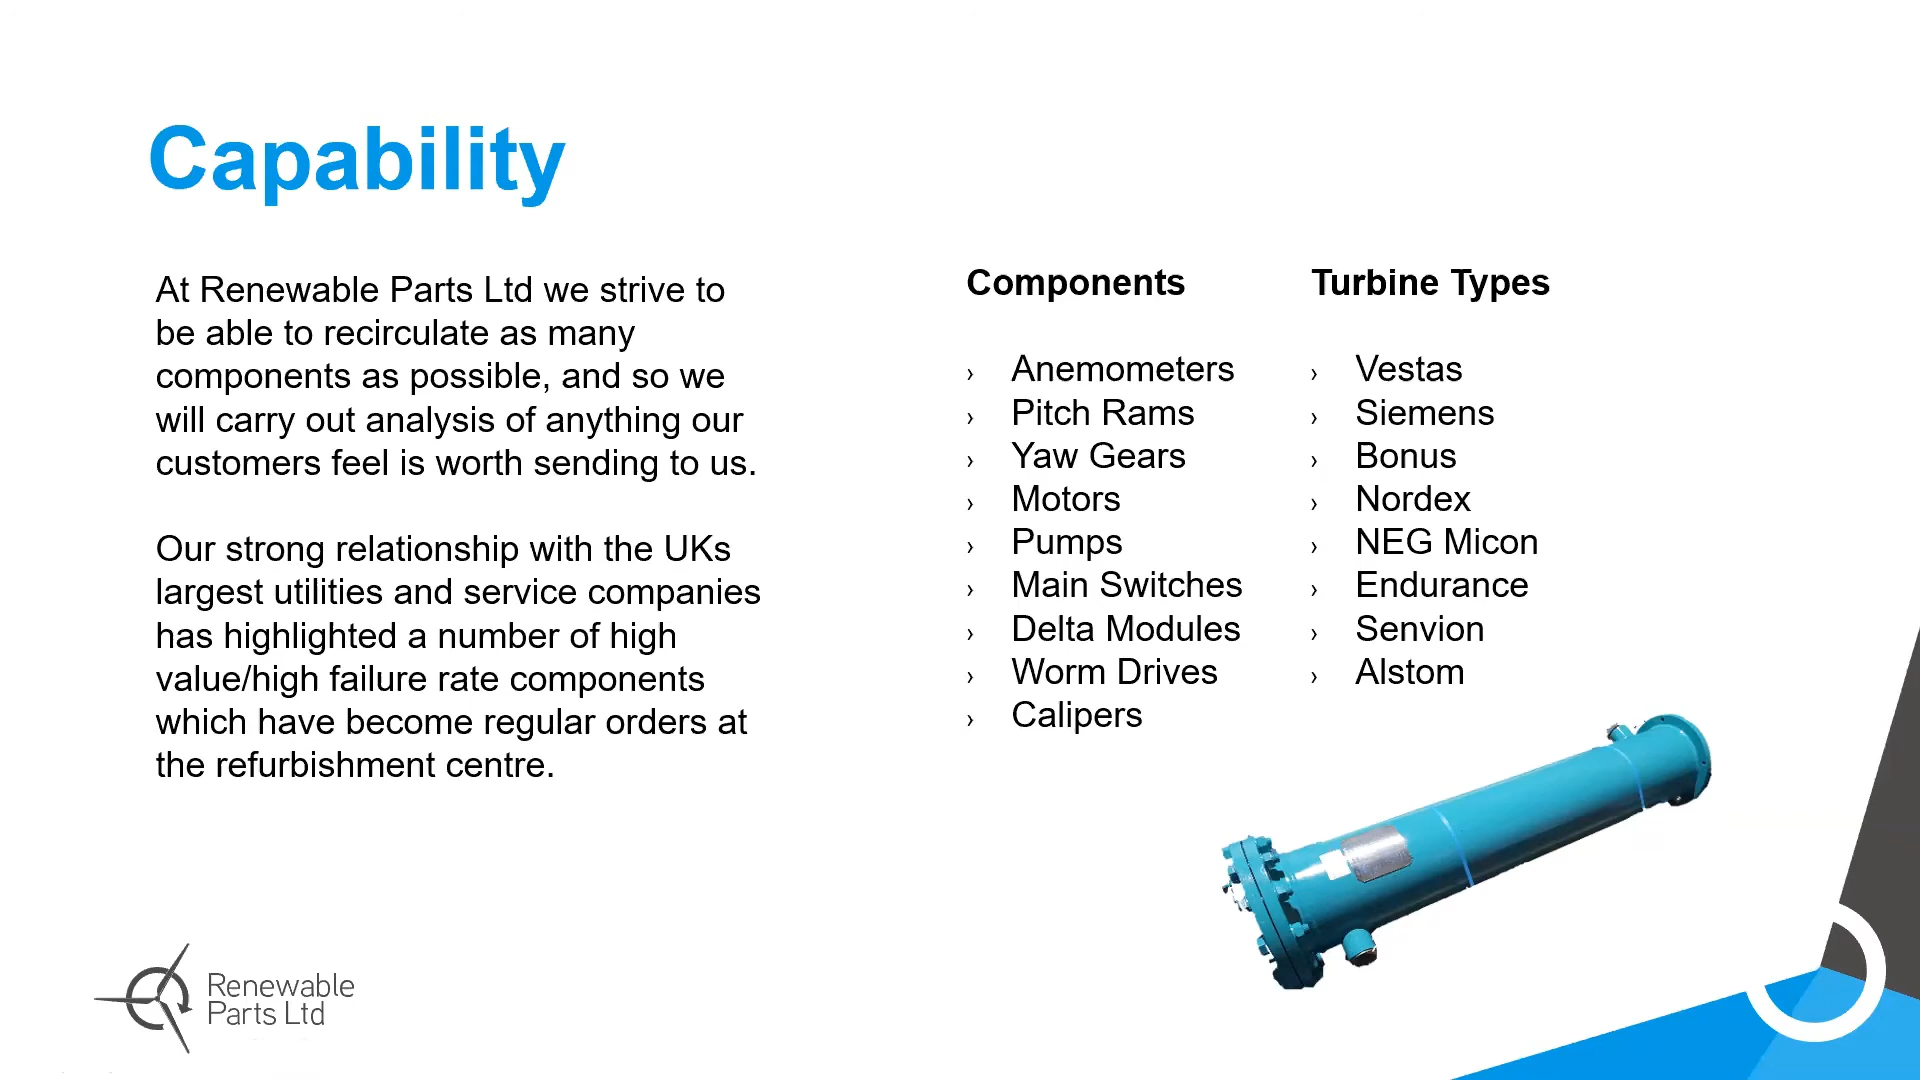 Capability
At Renewable Parts Ltd we strive to
be able to recirculate as many
components as possible, and so we
will carry out analysis of anything our
customers feel is worth sending to us.
Our strong relationship with the UKs
largest utilities and service companies
has highlighted a number of high
value/high failure rate components
which have become regular orders at
the refurbishment centre.
Components
› Anemometers
› Pitch Rams
› Yaw Gears
› Motors
› Pumps
› Main Switches
› Delta Modules
› Worm Drives
› Calipers
Turbine Types
› Vestas
› Siemens
› Bonus
› Nordex
› NEG Micon
› Endurance
› Senvion
› Alstom
Renewable
Parts Ltd